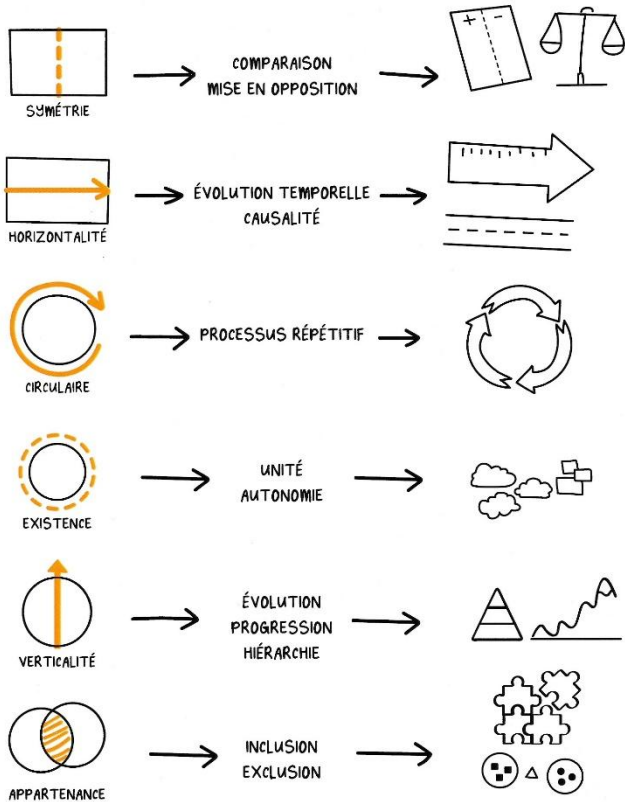 COMPARAISON
MISE EN OPPOSITION
+ -
SYMÉTRIE
ÉVOLUTION TEMPORELLE
CAUSALITÉ
HORIZONTALITÉ
PROCESSUS RÉPÉTITIF
CIRCULAIRE
UNITÉ
AUTONOMIE
EXISTENCE
ÉVOLUTION
PROGRESSION
HIÉRARCHIE
VERTICALITÉ
INCLUSION
EXCLUSION
APPARTENANCE